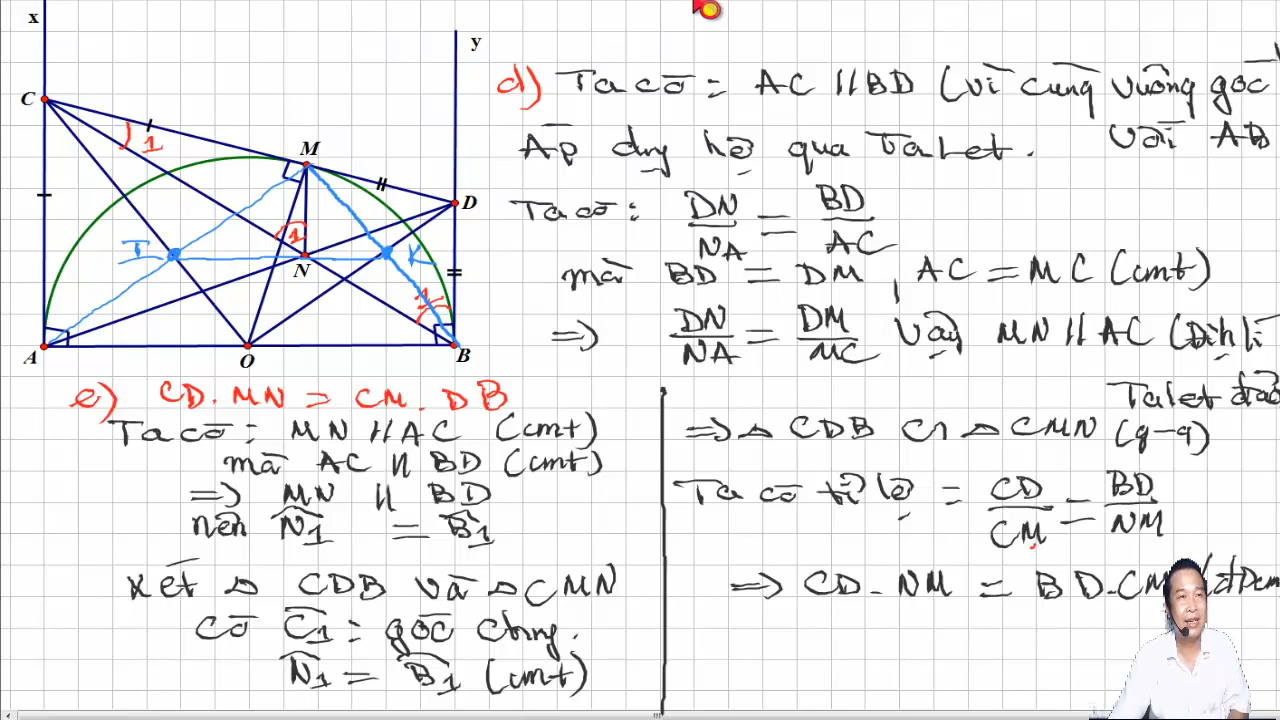 x
y
C
1
M
D
I
1
N
K
1
A
O
B
d) Ta có: AC // BD (vì cùng vuông góc
với AB
Áp dụng hệ quả Talet.
Ta có: DN/NA = BD/AC
mà BD = DM, AC = MC (cmt)
=> DN/NA = DM/MC vậy MN // AC (Định lí
Talet đảo
e) CD.MN = CM.DB
Ta có: MN // AC (cmt)
mà AC // BD (cmt)
=> MN // BD
nên N̂1 = B̂1
Xét △ CDB và △ CMN
có Ĉ1: góc chung.
N̂1 = B̂1 (cmt)
=> △ CDB ∽ △ CMN (g-g)
Ta có tỉ lệ = CD/CM = BD/NM
=> CD.NM = BD.CM